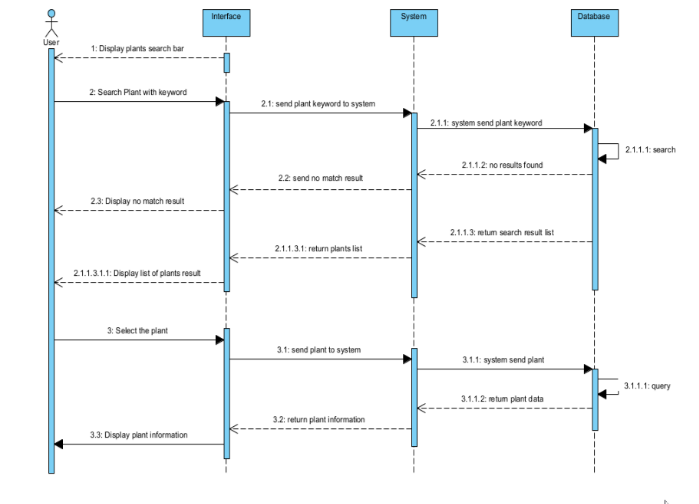 Interface System Database
User
1: Display plants search bar
2: Search Plant with keyword
2.1: send plant keyword to system
2.1.1: system send plant keyword
2.1.1.1: search
2.1.1.2: no results found
2.2: send no match result
2.3: Display no match result
2.1.1.3: return search result list
2.1.1.3.1: return plants list
2.1.1.3.1.1: Display list of plants result
3: Select the plant
3.1: send plant to system
3.1.1: system send plant
3.1.1.1: query
3.1.1.2: return plant data
3.2: return plant information
3.3: Display plant information